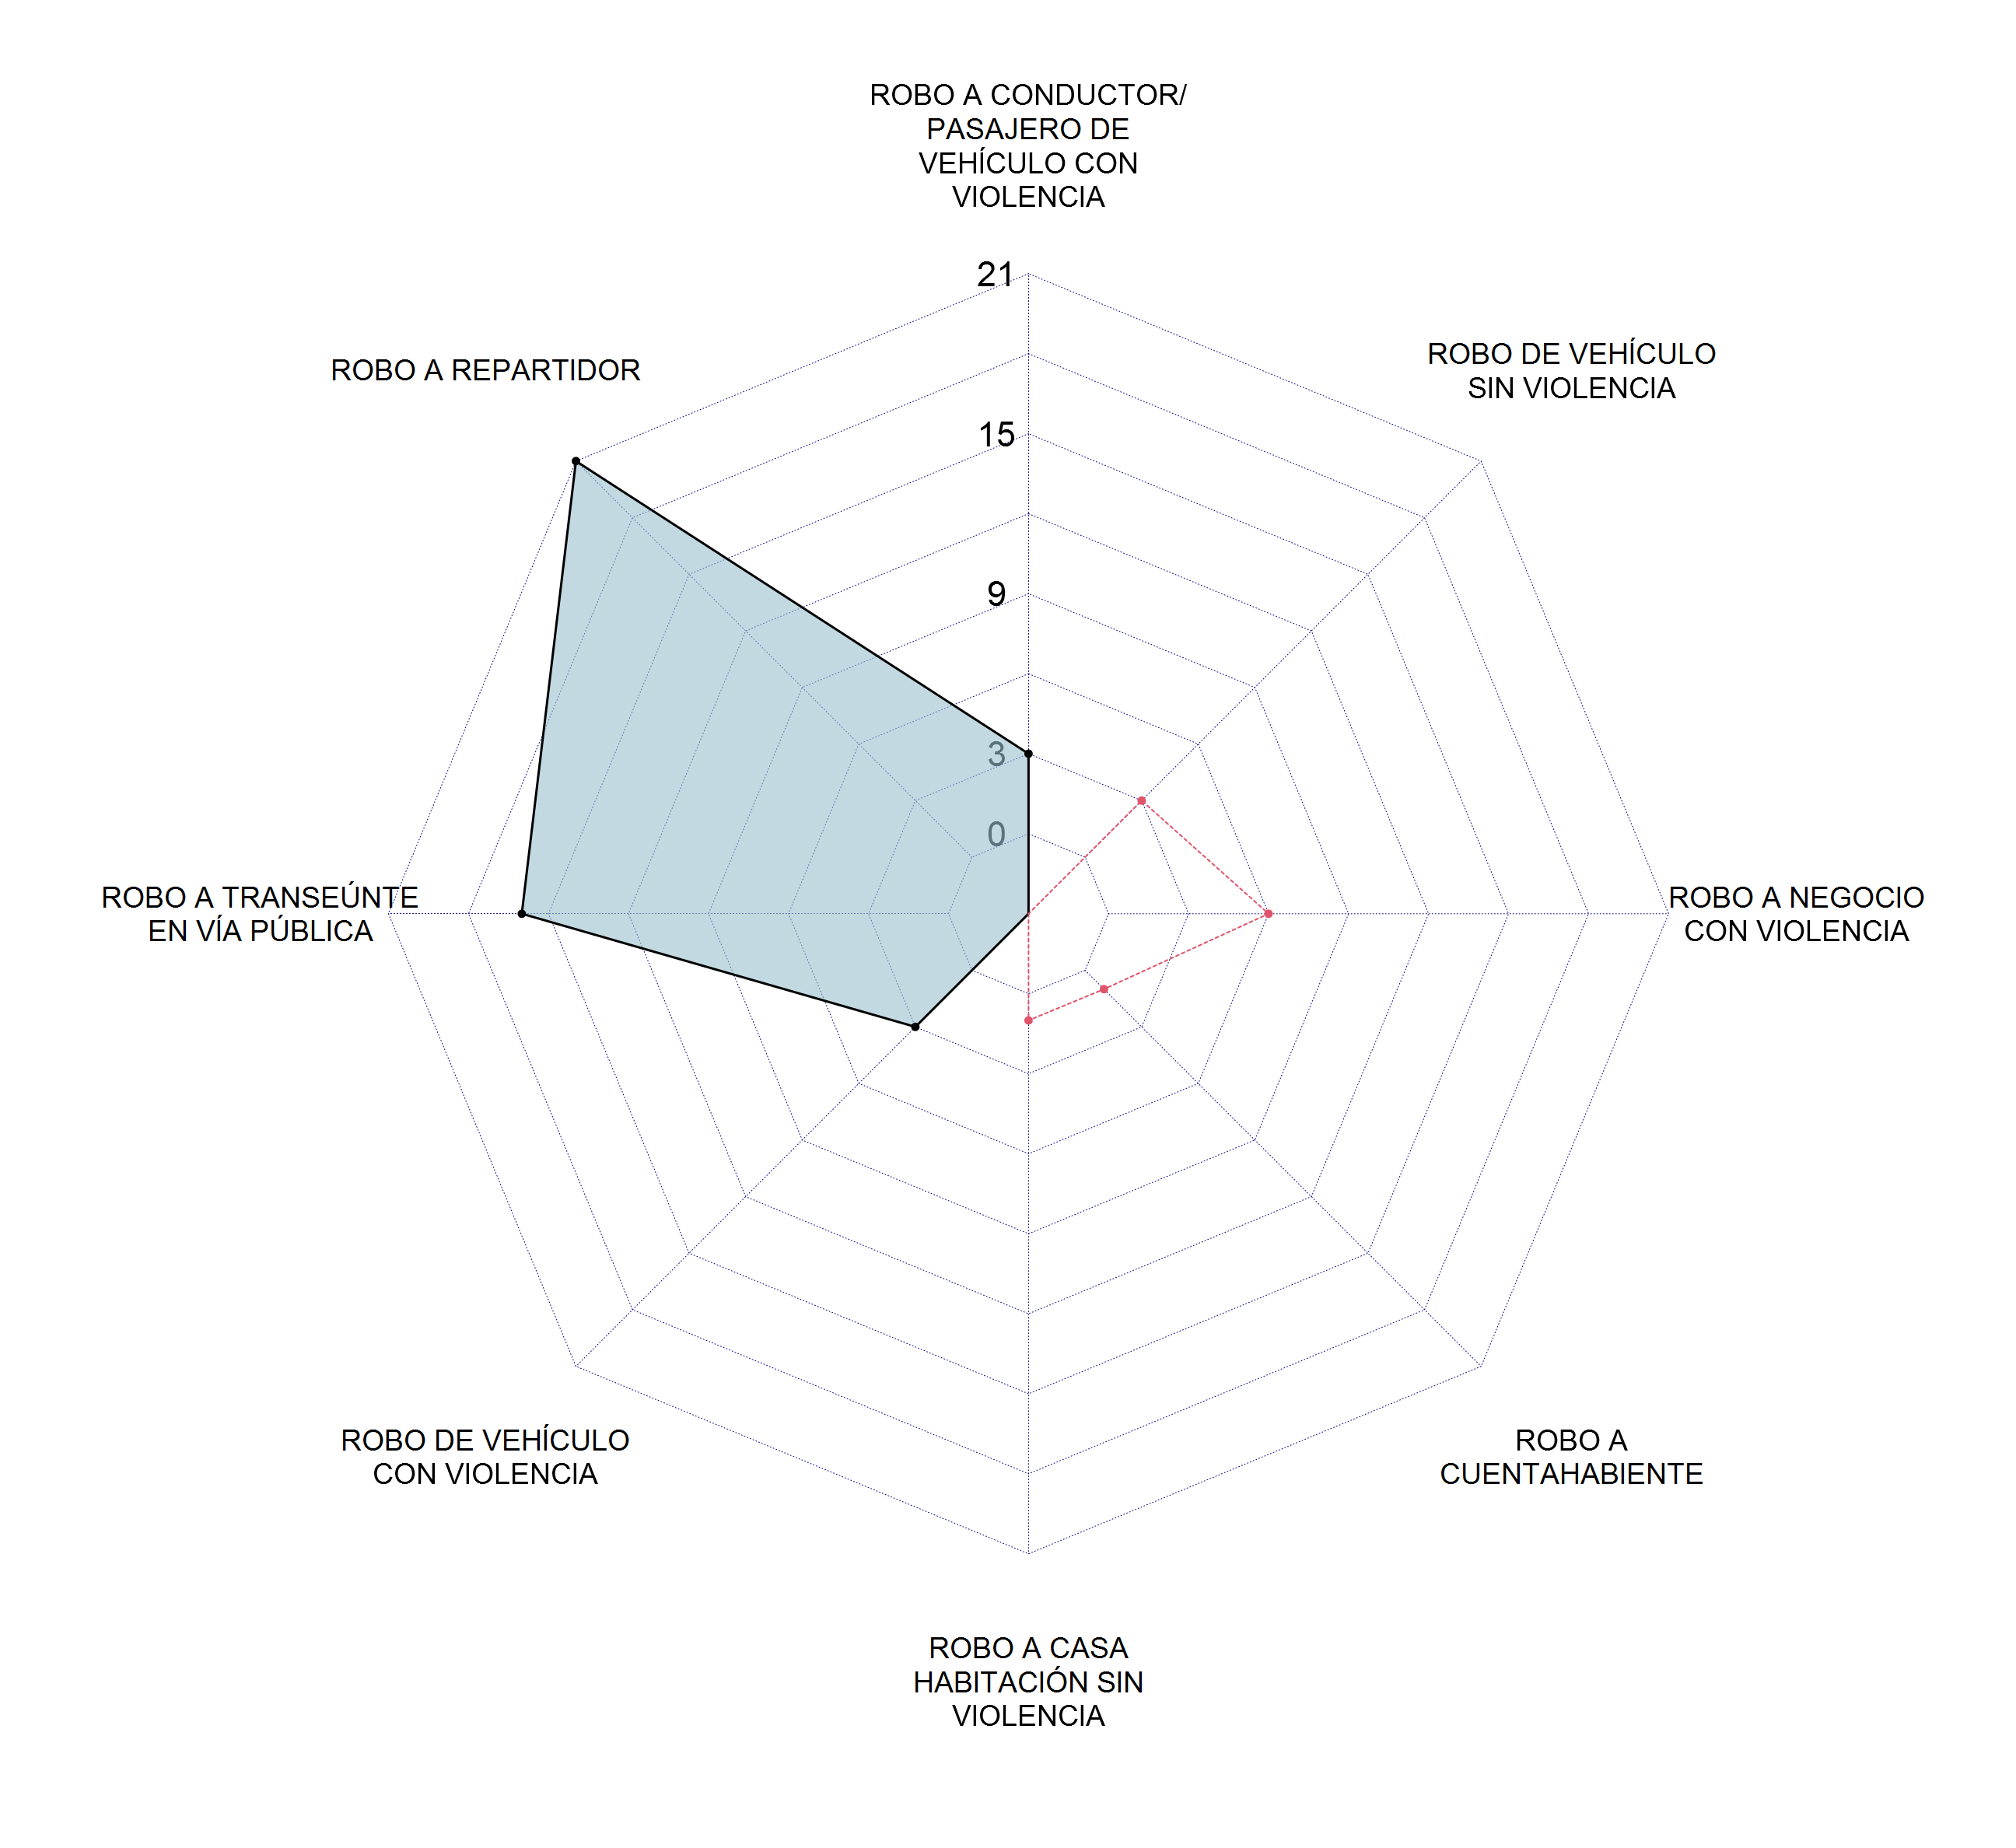 ROBO A CONDUCTOR/
PASAJERO DE
VEHÍCULO CON
VIOLENCIA
21
ROBO DE VEHÍCULO
SIN VIOLENCIA
ROBO A REPARTIDOR
15
9
3
0
ROBO A TRANSEÚNTE
EN VÍA PÚBLICA
ROBO A NEGOCIO
CON VIOLENCIA
ROBO DE VEHÍCULO
CON VIOLENCIA
ROBO A
CUENTAHABIENTE
ROBO A CASA
HABITACIÓN SIN
VIOLENCIA